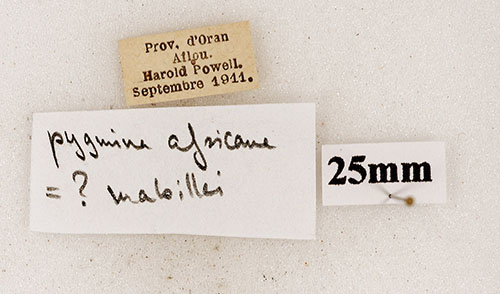 Prov. d'Oran
Aflou.
Harold Powell.
Septembre 1911.
pygmina africana
= ? mabillei
25mm